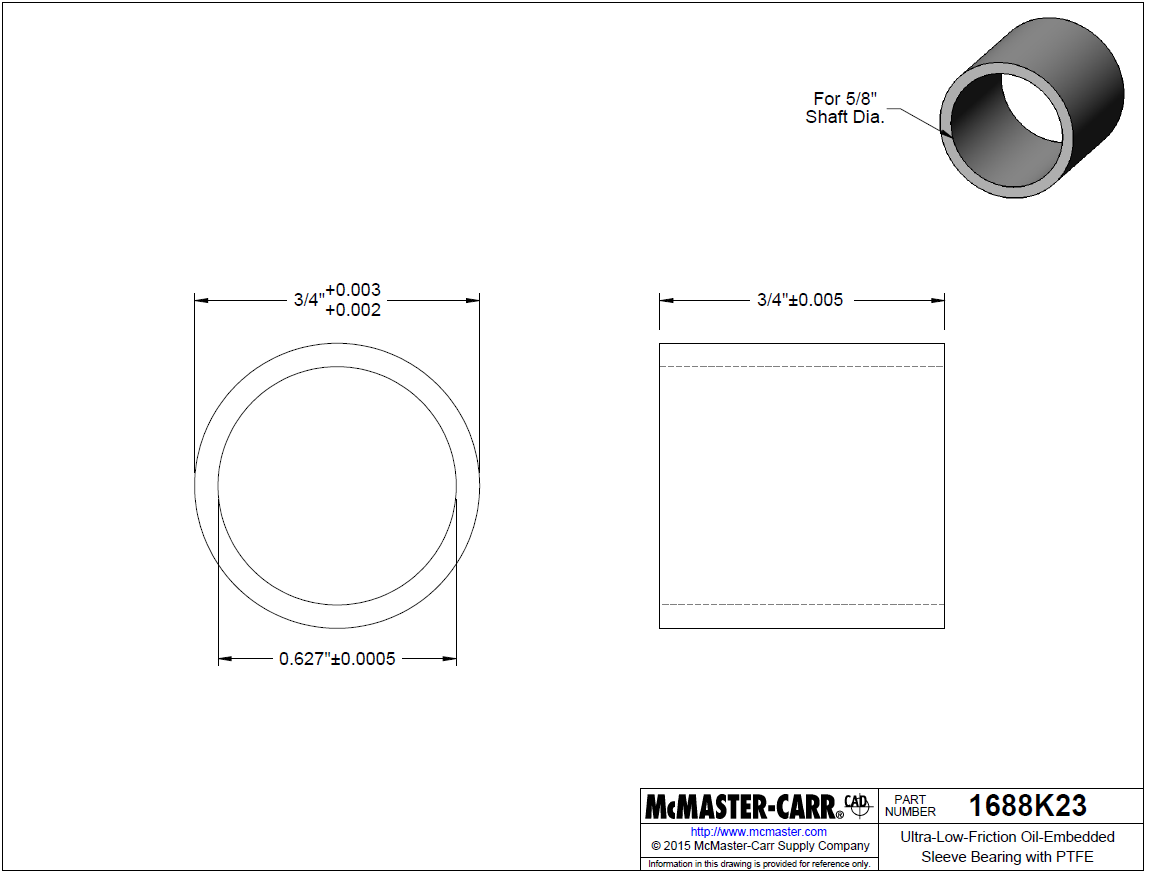 For 5/8"
Shaft Dia.
3/4" +0.003
+0.002
3/4"±0.005
0.627"±0.0005
McMASTER-CARR® CAD
http://www.mcmaster.com
© 2015 McMaster-Carr Supply Company
Information in this drawing is provided for reference only.
PART
NUMBER
1688K23
Ultra-Low-Friction Oil-Embedded
Sleeve Bearing with PTFE